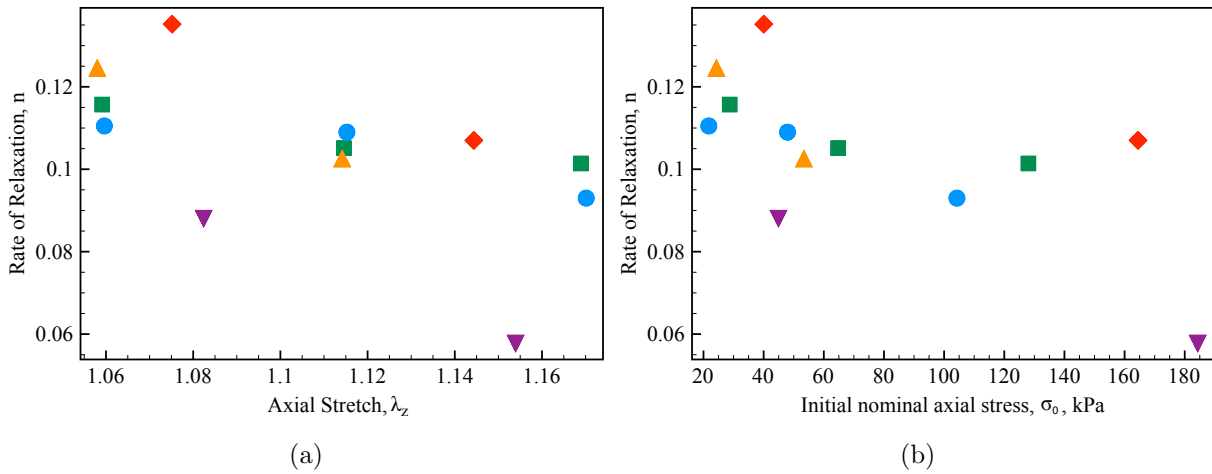 0.12
0.1
0.08
0.06
Rate of Relaxation, n
1.06 1.08 1.1 1.12 1.14 1.16
Axial Stretch, λz
(a)
0.12
0.1
0.08
0.06
Rate of Relaxation, n
20 40 60 80 100 120 140 160 180
Initial nominal axial stress, σ₀, kPa
(b)